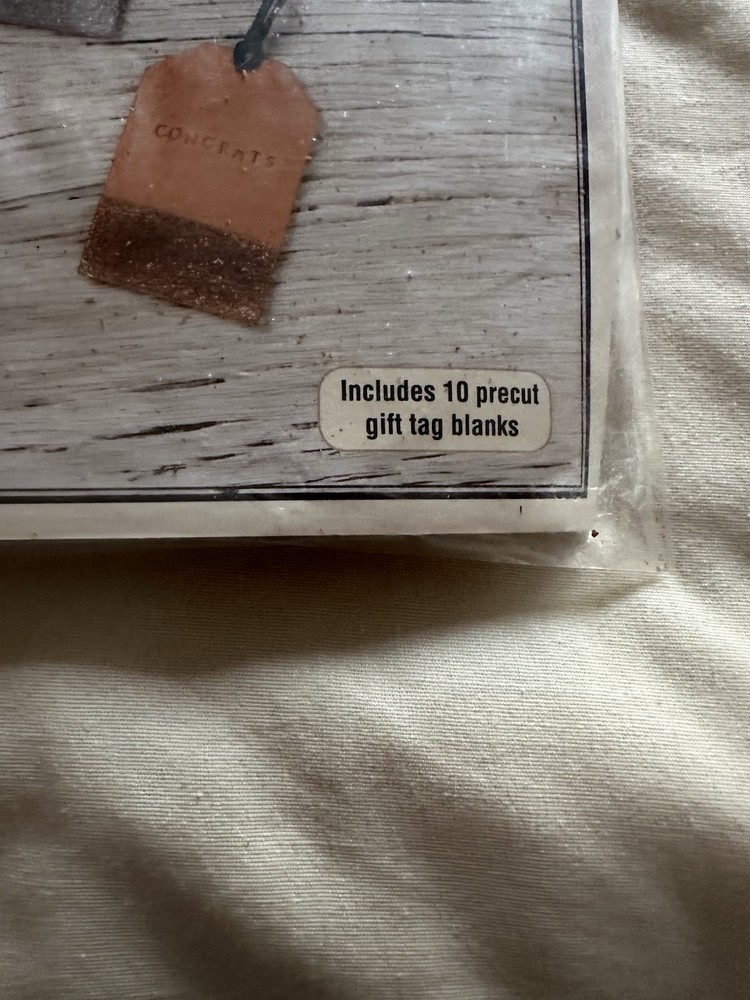 CONGRATS
Includes 10 precut
gift tag blanks